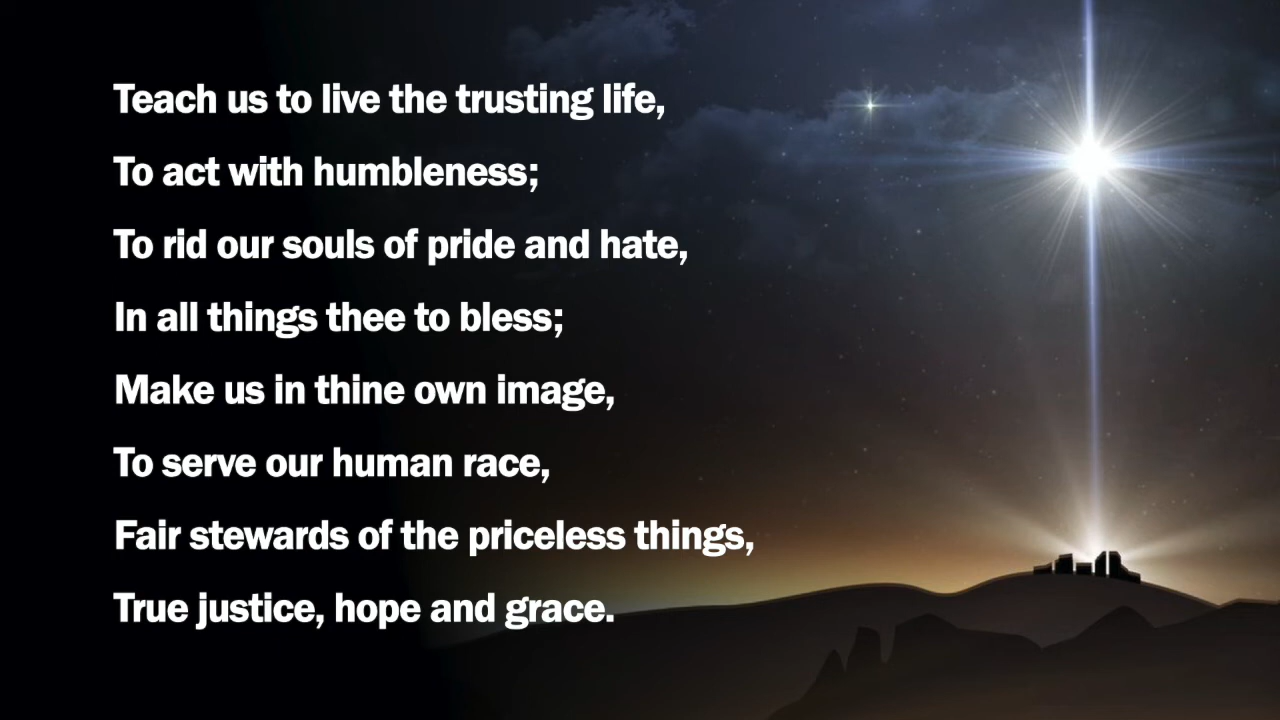 Teach us to live the trusting life,
To act with humbleness;
To rid our souls of pride and hate,
In all things thee to bless;
Make us in thine own image,
To serve our human race,
Fair stewards of the priceless things,
True justice, hope and grace.